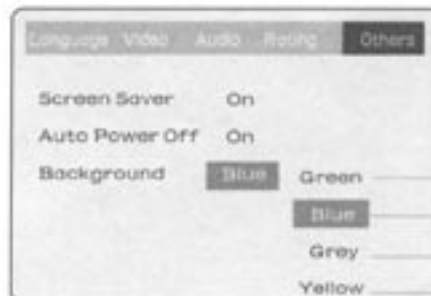 Language Video Audio Rating Others
Screen Saver On
Auto Power Off On
Background Blue Green
Blue
Grey
Yellow